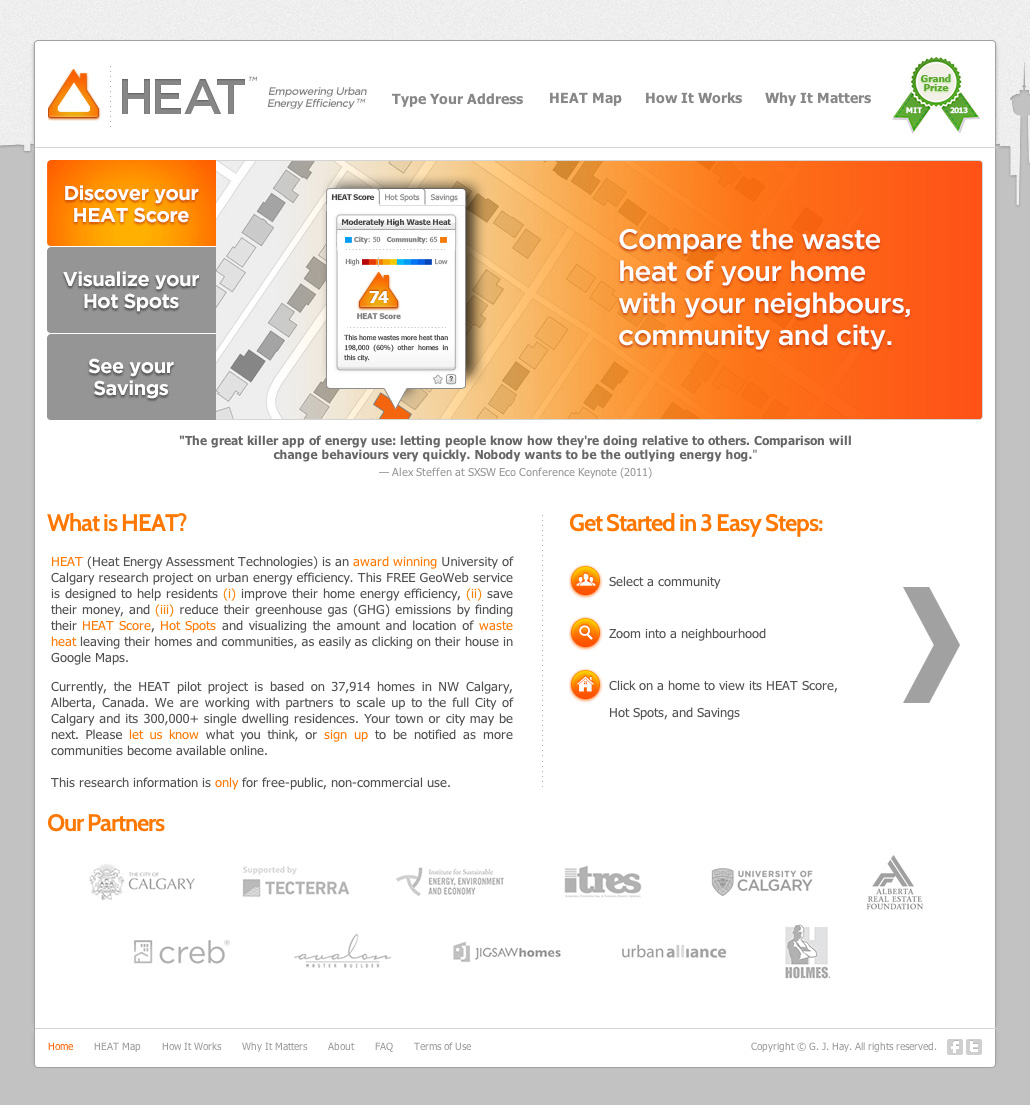 HEAT™
Empowering Urban
Energy Efficiency™
Type Your Address
HEAT Map
How It Works
Why It Matters
Grand
Prize
MIT
2013
Discover your
HEAT Score
Visualize your
Hot Spots
See your
Savings
HEAT Score
Hot Spots
Savings
Moderately High Waste Heat
City: 50
Community: 65
High
Low
74
HEAT Score
This home wastes more heat than
198,000 (60%) other homes in
this city.
?
Compare the waste
heat of your home
with your neighbours,
community and city.
"The great killer app of energy use: letting people know how they're doing relative to others. Comparison will
change behaviours very quickly. Nobody wants to be the outlying energy hog."
— Alex Steffen at SXSW Eco Conference Keynote (2011)
What is HEAT?
HEAT (Heat Energy Assessment Technologies) is an award winning University of
Calgary research project on urban energy efficiency. This FREE GeoWeb service
is designed to help residents (i) improve their home energy efficiency, (ii) save
their money, and (iii) reduce their greenhouse gas (GHG) emissions by finding
their HEAT Score, Hot Spots and visualizing the amount and location of waste
heat leaving their homes and communities, as easily as clicking on their house in
Google Maps.
Currently, the HEAT pilot project is based on 37,914 homes in NW Calgary,
Alberta, Canada. We are working with partners to scale up to the full City of
Calgary and its 300,000+ single dwelling residences. Your town or city may be
next. Please let us know what you think, or sign up to be notified as more
communities become available online.
This research information is only for free-public, non-commercial use.
Get Started in 3 Easy Steps:
Select a community
Zoom into a neighbourhood
Click on a home to view its HEAT Score,
Hot Spots, and Savings
Our Partners
THE CITY OF
CALGARY
Supported by
TECTERRA
Institute for Sustainable
ENERGY, ENVIRONMENT
AND ECONOMY
itres
UNIVERSITY OF
CALGARY
ALBERTA
REAL ESTATE
FOUNDATION
creb®
avalon
MASTER BUILDER
JIGSAWhomes
urban alliance
HOLMES.
Home
HEAT Map
How It Works
Why It Matters
About
FAQ
Terms of Use
Copyright © G. J. Hay. All rights reserved.